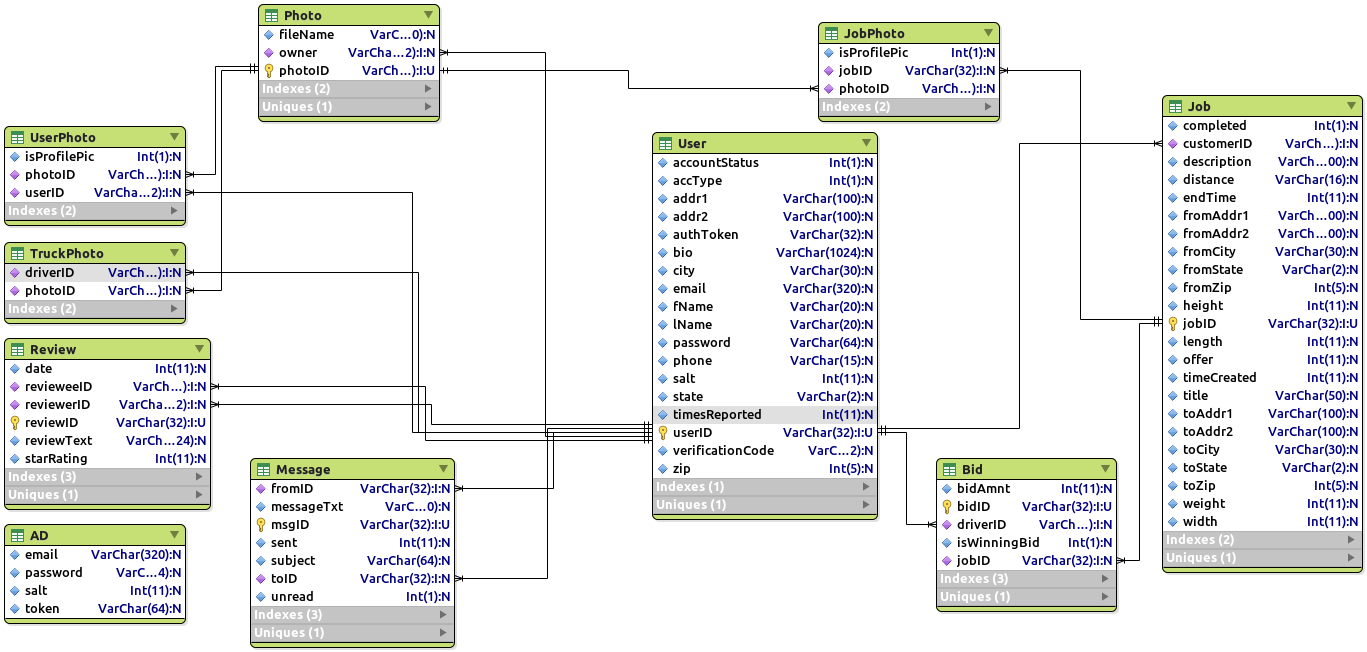 Photo
fileName VarC...0):N
owner VarCha...2):I:N
photoID VarCh...):I:U
Indexes (2)
Uniques (1)
JobPhoto
isProfilePic Int(1):N
jobID VarChar(32):I:N
photoID VarCh...):I:N
Indexes (2)
UserPhoto
isProfilePic Int(1):N
photoID VarCh...):I:N
userID VarCha...2):I:N
Indexes (2)
TruckPhoto
driverID VarCh...):I:N
photoID VarCh...):I:N
Indexes (2)
Review
date Int(11):N
revieweeID VarCh...):I:N
reviewerID VarCha...2):I:N
reviewID VarChar(32):I:U
reviewText VarCh...24):N
starRating Int(11):N
Indexes (3)
Uniques (1)
AD
email VarChar(320):N
password VarC...4):N
salt Int(11):N
token VarChar(64):N
Message
fromID VarChar(32):I:N
messageTxt VarC...0):N
msgID VarChar(32):I:U
sent Int(11):N
subject VarChar(64):N
toID VarChar(32):I:N
unread Int(1):N
Indexes (3)
Uniques (1)
User
accountStatus Int(1):N
accType Int(1):N
addr1 VarChar(100):N
addr2 VarChar(100):N
authToken VarChar(32):N
bio VarChar(1024):N
city VarChar(30):N
email VarChar(320):N
fName VarChar(20):N
lName VarChar(20):N
password VarChar(64):N
phone VarChar(15):N
salt Int(11):N
state VarChar(2):N
timesReported Int(11):N
userID VarChar(32):I:U
verificationCode VarC...2):N
zip Int(5):N
Indexes (1)
Uniques (1)
Bid
bidAmnt Int(11):N
bidID VarChar(32):I:U
driverID VarCh...):I:N
isWinningBid Int(1):N
jobID VarChar(32):I:N
Indexes (3)
Uniques (1)
Job
completed Int(1):N
customerID VarCh...):I:N
description VarCh...00):N
distance VarChar(16):N
endTime Int(11):N
fromAddr1 VarCh...00):N
fromAddr2 VarCh...00):N
fromCity VarChar(30):N
fromState VarChar(2):N
fromZip Int(5):N
height Int(11):N
jobID VarChar(32):I:U
length Int(11):N
offer Int(11):N
timeCreated Int(11):N
title VarChar(50):N
toAddr1 VarChar(100):N
toAddr2 VarChar(100):N
toCity VarChar(30):N
toState VarChar(2):N
toZip Int(5):N
weight Int(11):N
width Int(11):N
Indexes (2)
Uniques (1)